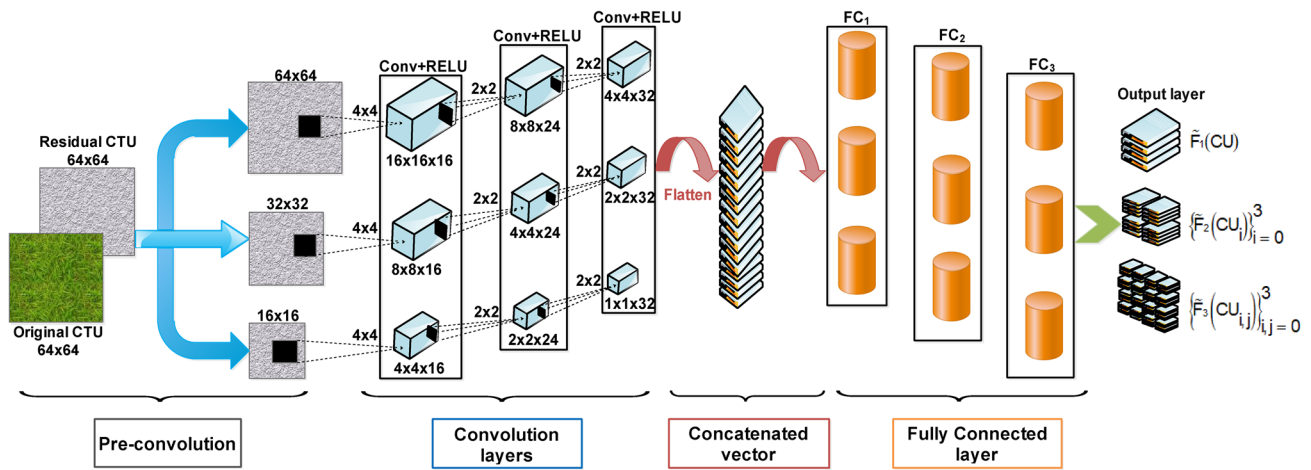 Residual CTU
64x64
Original CTU
64x64
64x64
32x32
16x16
4x4
4x4
4x4
Conv+RELU
16x16x16
8x8x16
4x4x16
2x2
2x2
2x2
Conv+RELU
8x8x24
4x4x24
2x2x24
2x2
2x2
2x2
Conv+RELU
4x4x32
2x2x32
1x1x32
Flatten
FC₁
FC₂
FC₃
Output layer
F̃₁(CU)
{F̃₂(CUᵢ)}³ᵢ₌₀
{F̃₃(CUᵢ,ⱼ)}³ᵢ,ⱼ₌₀
Pre-convolution
Convolution
layers
Concatenated
vector
Fully Connected
layer